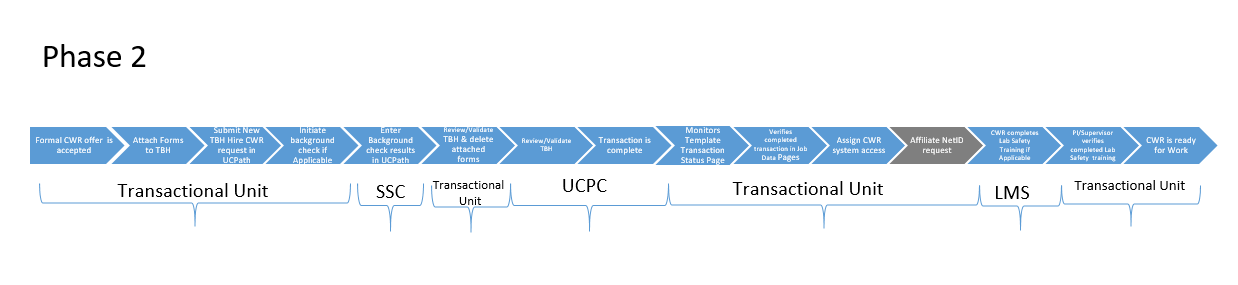 Phase 2
Formal CWR offer is
accepted
Attach Forms
to TBH
Submit New
TBH Hire CWR
request in
UCPath
Initiate
background
check if
Applicable
Enter
Background
check results
in UCPath
Review/Validate
TBH & delete
attached
forms
Review/Validate
TBH
Transaction is
complete
Monitors
Template
Transaction
Status Page
Verifies
completed
transaction in Job
Data Pages
Assign CWR
system access
Affiliate NetID
request
CWR completes
Lab Safety
Training if
Applicable
PI/Supervisor
verifies
completed Lab
Safety training
CWR is ready
for Work
Transactional Unit
SSC
Transactional
Unit
UCPC
Transactional Unit
LMS
Transactional Unit